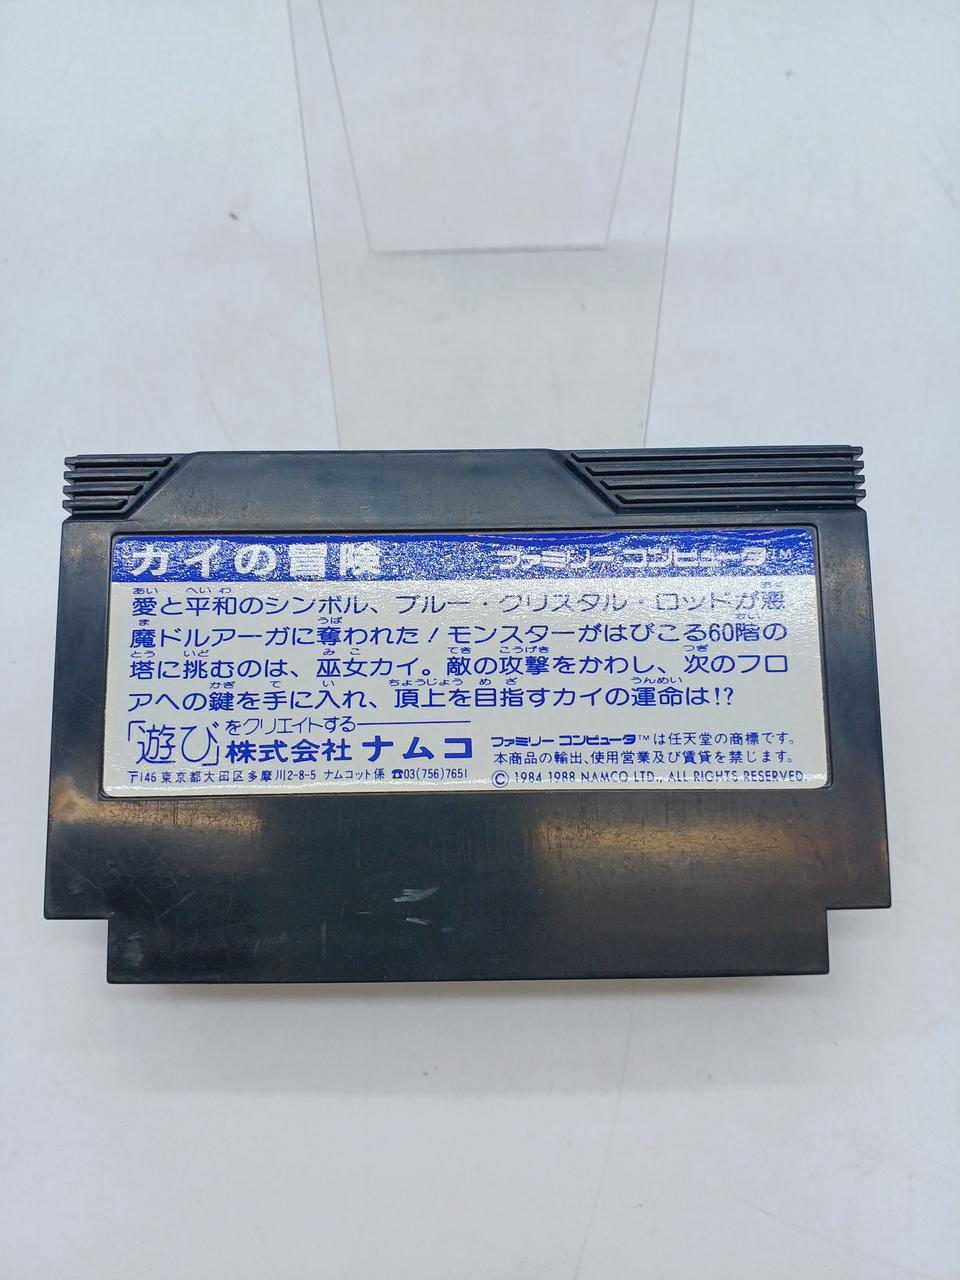 カイの冒険 ファミリーコンピュータ™
愛と平和のシンボル、ブルー・クリスタル・ロッドが悪
魔ドルアーガに奪われた!モンスターがはびこる60階の
塔に挑むのは、巫女カイ。敵の攻撃をかわし、次のフロ
アへの鍵を手に入れ、頂上を目指すカイの運命は!?
「遊び」をクリエイトする
株式会社ナムコ
〒146 東京都大田区多摩川2-8-5 ナムコット係 ☎03(756)7651
ファミリーコンピュータ™は任天堂の商標です。
本商品の輸出、使用営業及び賃貸を禁じます。
© 1984 1988 NAMCO LTD., ALL RIGHTS RESERVED.